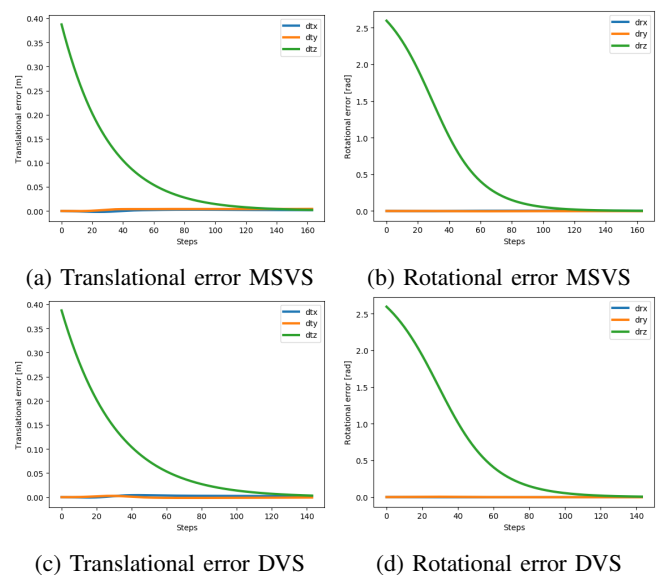 0.40
0.35
0.30
0.25
0.20
0.15
0.10
0.05
0.00
Translational error [m]
0 20 40 60 80 100 120 140 160
Steps
dtx
dty
dtz
2.5
2.0
1.5
1.0
0.5
0.0
Rotational error [rad]
0 20 40 60 80 100 120 140 160
Steps
drx
dry
drz
(a) Translational error MSVS
(b) Rotational error MSVS
0.40
0.35
0.30
0.25
0.20
0.15
0.10
0.05
0.00
Translational error [m]
0 20 40 60 80 100 120 140
Steps
dtx
dty
dtz
2.5
2.0
1.5
1.0
0.5
0.0
Rotational error [rad]
0 20 40 60 80 100 120 140
Steps
drx
dry
drz
(c) Translational error DVS
(d) Rotational error DVS